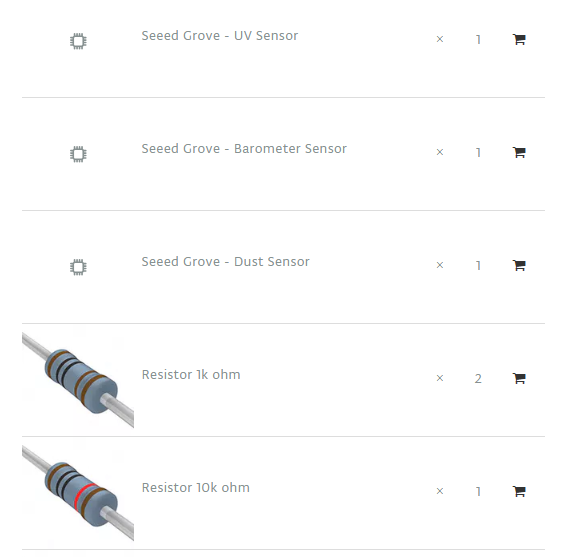 Seeed Grove - UV Sensor × 1
Seeed Grove - Barometer Sensor × 1
Seeed Grove - Dust Sensor × 1
Resistor 1k ohm × 2
Resistor 10k ohm × 1